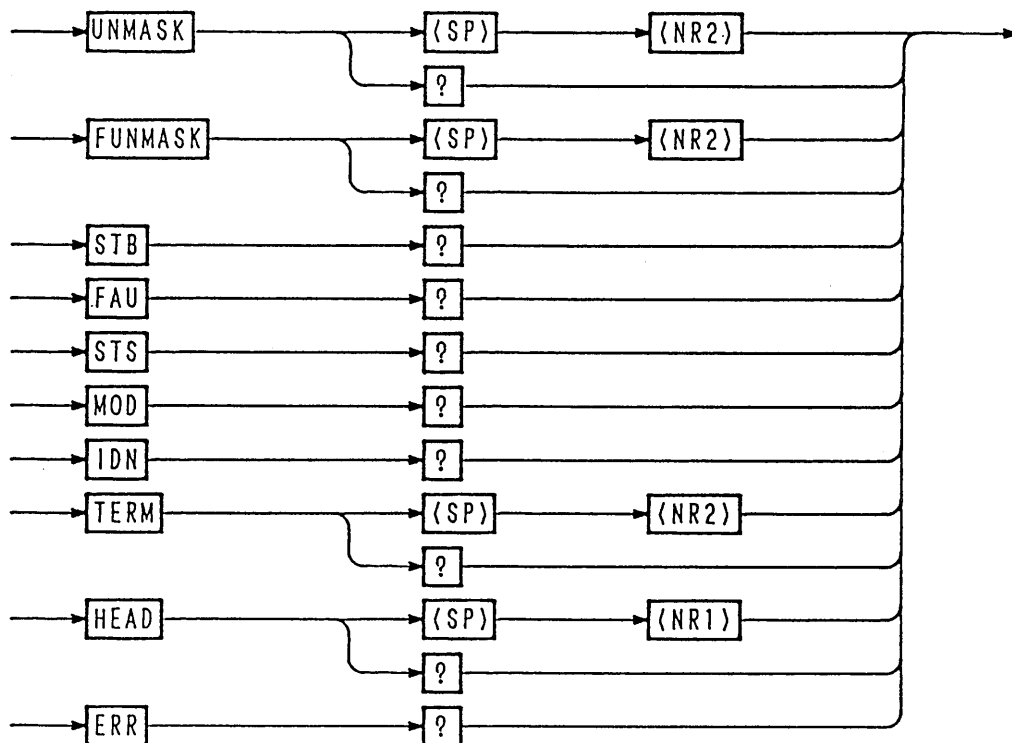 UNMASK ⟨SP⟩ ⟨NR2⟩
?
FUNMASK ⟨SP⟩ ⟨NR2⟩
?
STB ?
FAU ?
STS ?
MOD ?
IDN ?
TERM ⟨SP⟩ ⟨NR2⟩
?
HEAD ⟨SP⟩ ⟨NR1⟩
?
ERR ?